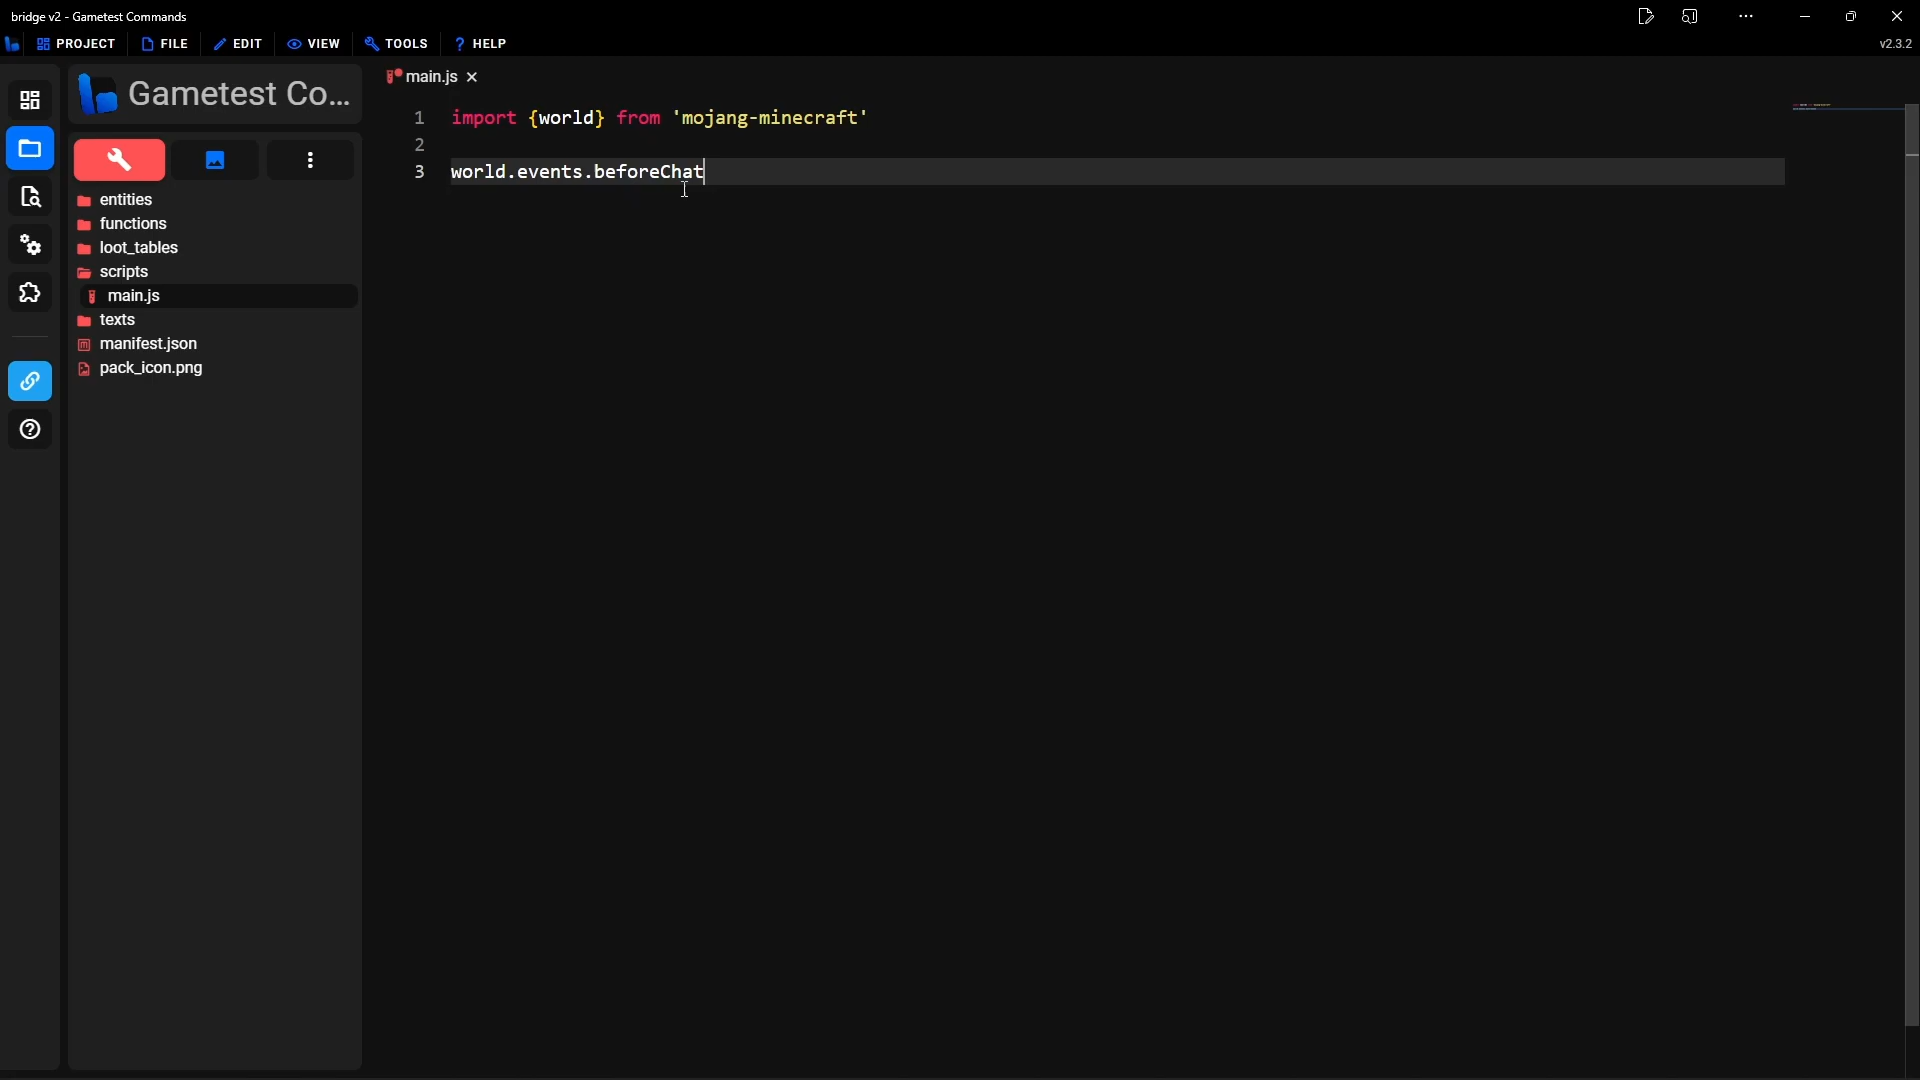 bridge v2 - Gametest Commands
PROJECT FILE EDIT VIEW TOOLS ? HELP
v2.3.2
Gametest Co...
entities
functions
loot_tables
scripts
main.js
texts
manifest.json
pack_icon.png
main.js
1 import {world} from 'mojang-minecraft'
2
3 world.events.beforeChat